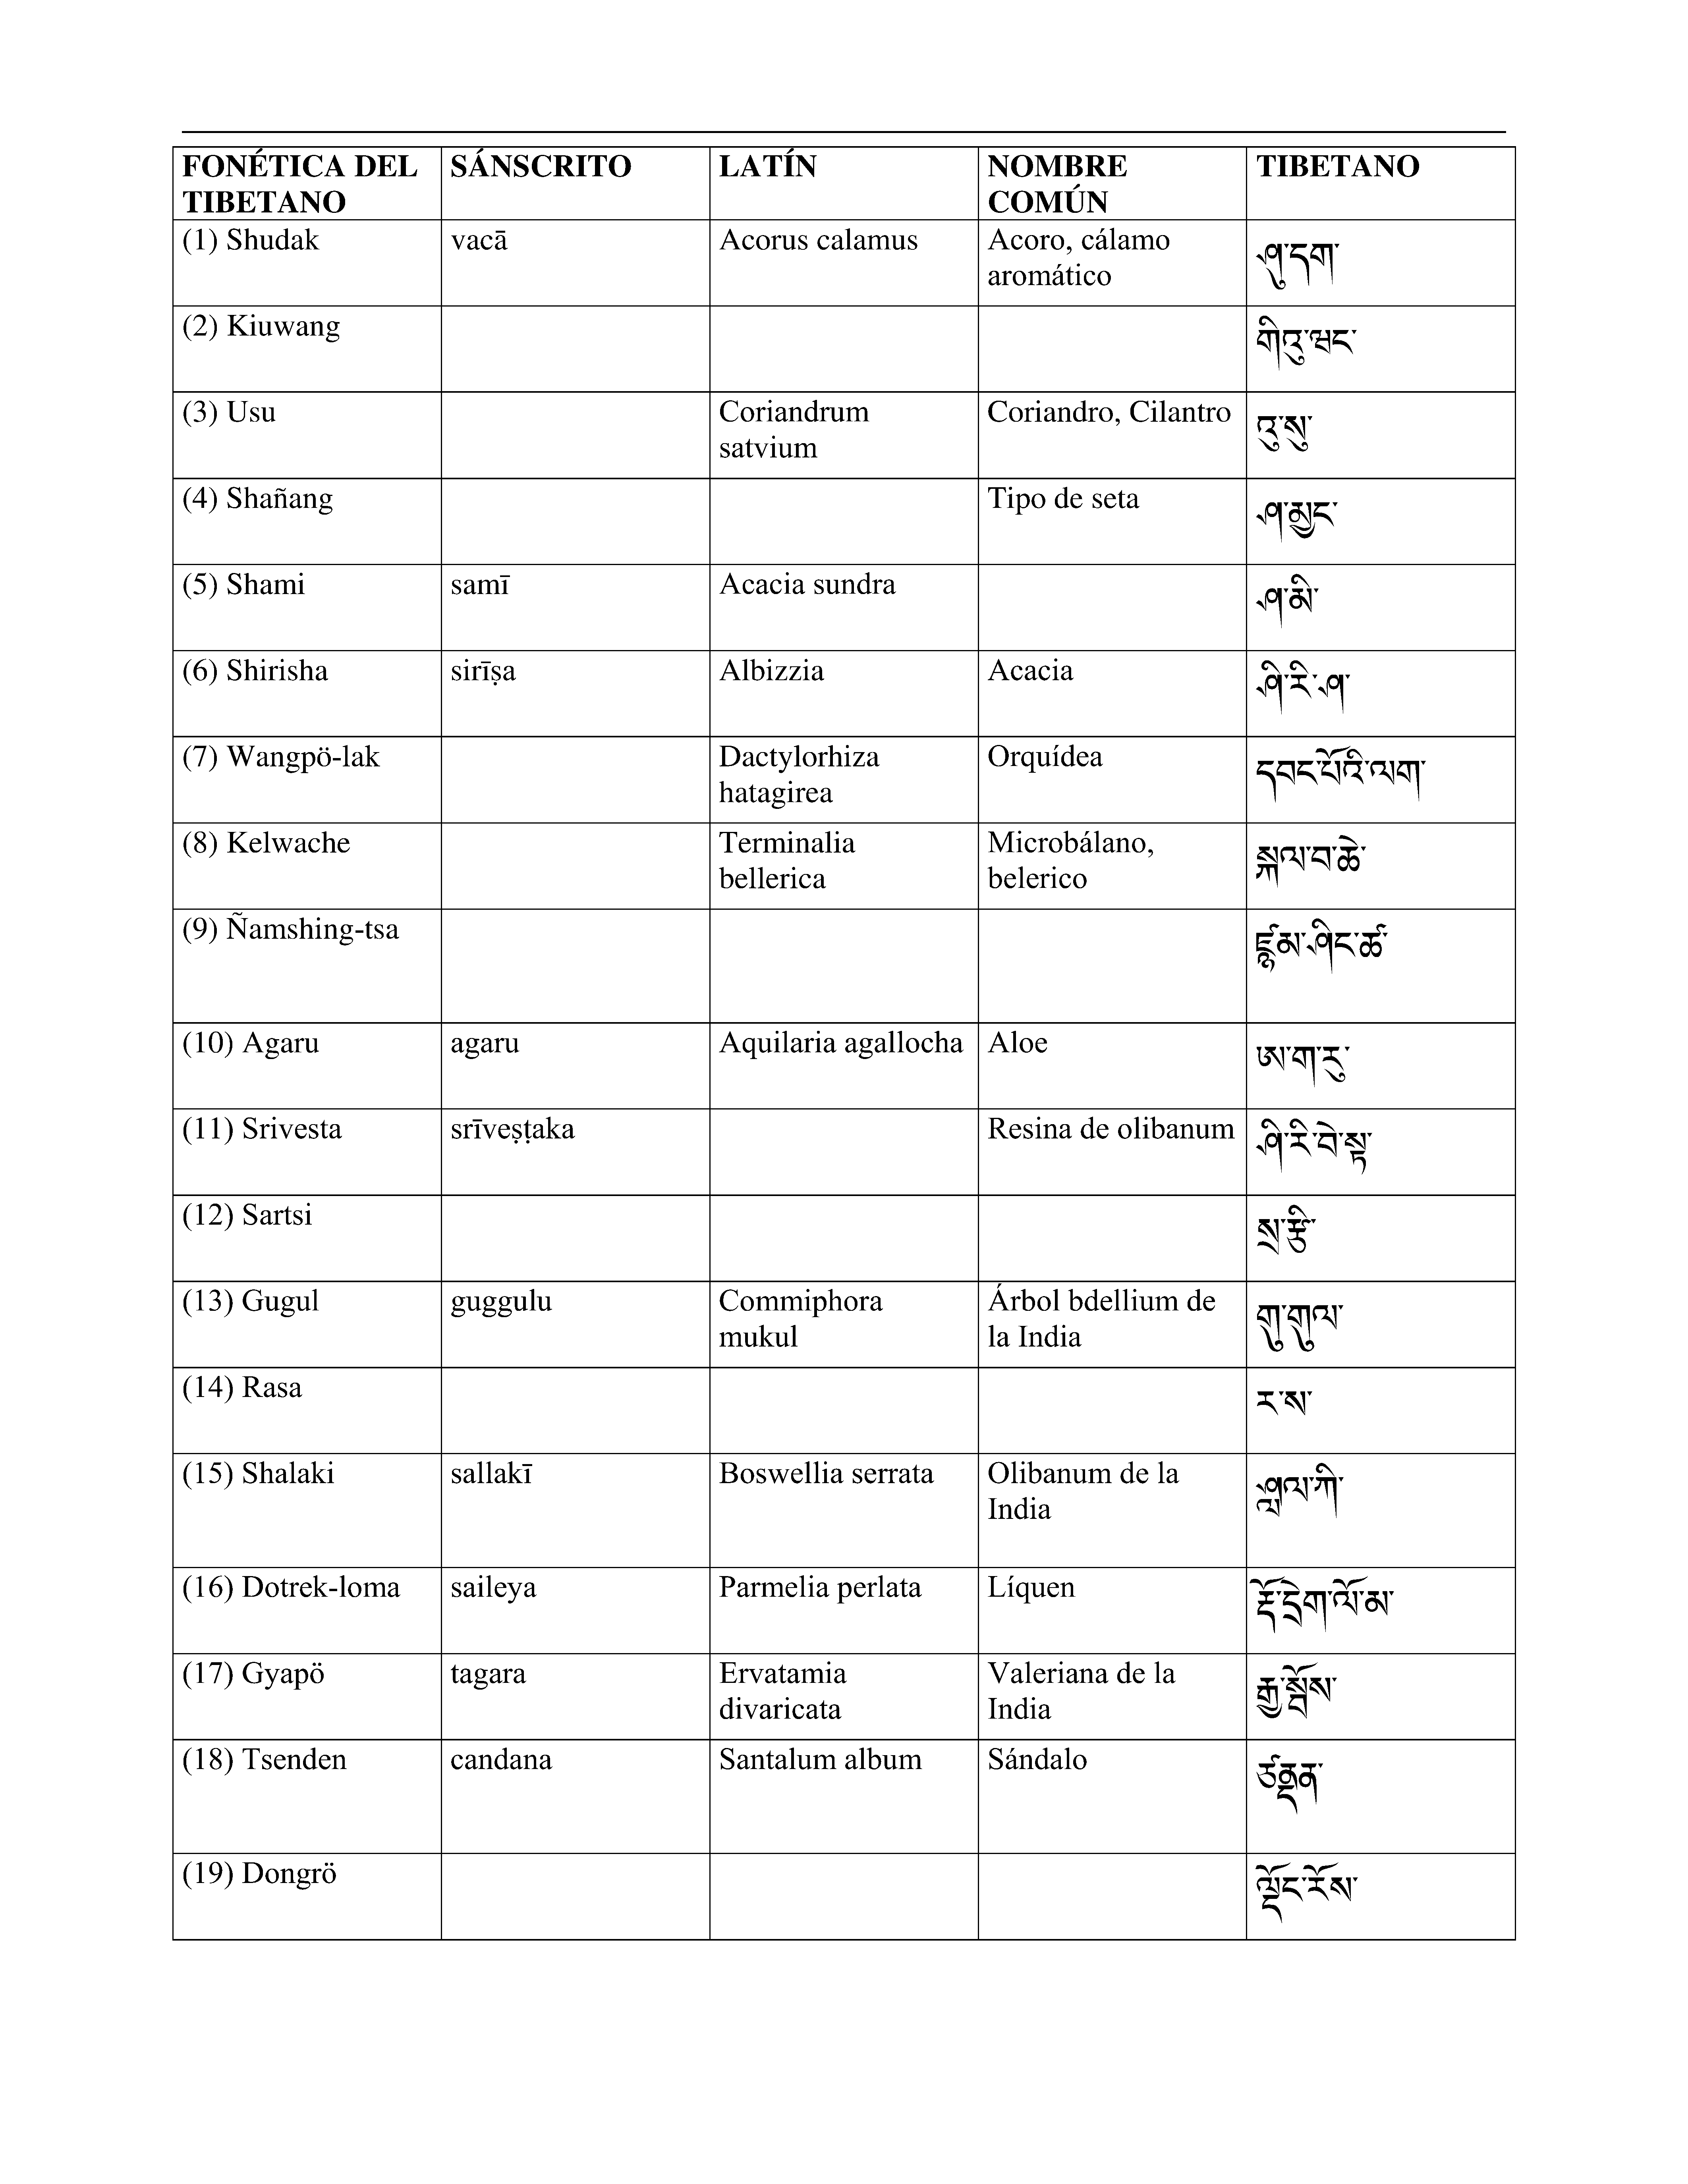 FONÉTICA DEL SÁNSCRITO LATÍN NOMBRE TIBETANO
TIBETANO COMÚN
(1) Shudak vacā Acorus calamus Acoro, cálamo ཤུ་དག་
aromático
(2) Kiuwang གིའུ་ཝང་
(3) Usu Coriandrum Coriandro, Cilantro འུ་སུ་
satvium
(4) Shañang Tipo de seta ཤ་མྱང་
(5) Shami samī Acacia sundra ཤ་མི་
(6) Shirisha sirīṣa Albizzia Acacia ཤི་རི་ཤ་
(7) Wangpö-lak Dactylorhiza Orquídea དབང་པོའི་ལག་
hatagirea
(8) Kelwache Terminalia Microbálano, སྐལ་བ་ཆེ་
bellerica belerico
(9) Ñamshing-tsa ཤིང་ཚ་
(10) Agaru agaru Aquilaria agallocha Aloe ཨ་ག་རུ་
(11) Srivesta srīveṣṭaka Resina de olibanum ཤི་རི་བེ་སྟ་
(12) Sartsi སྲ་རྩི་
(13) Gugul guggulu Commiphora Árbol bdellium de གུ་གུལ་
mukul la India
(14) Rasa ར་ས་
(15) Shalaki sallakī Boswellia serrata Olibanum de la ཤླལ་ཀི་
India
(16) Dotrek-loma saileya Parmelia perlata Líquen རྡོ་དྲེག་ལོ་མ་
(17) Gyapö tagara Ervatamia Valeriana de la རྒྱ་སྤོས་
divaricata India
(18) Tsenden candana Santalum album Sándalo ཙནྡན་
(19) Dongrö ལྡོང་རོས་